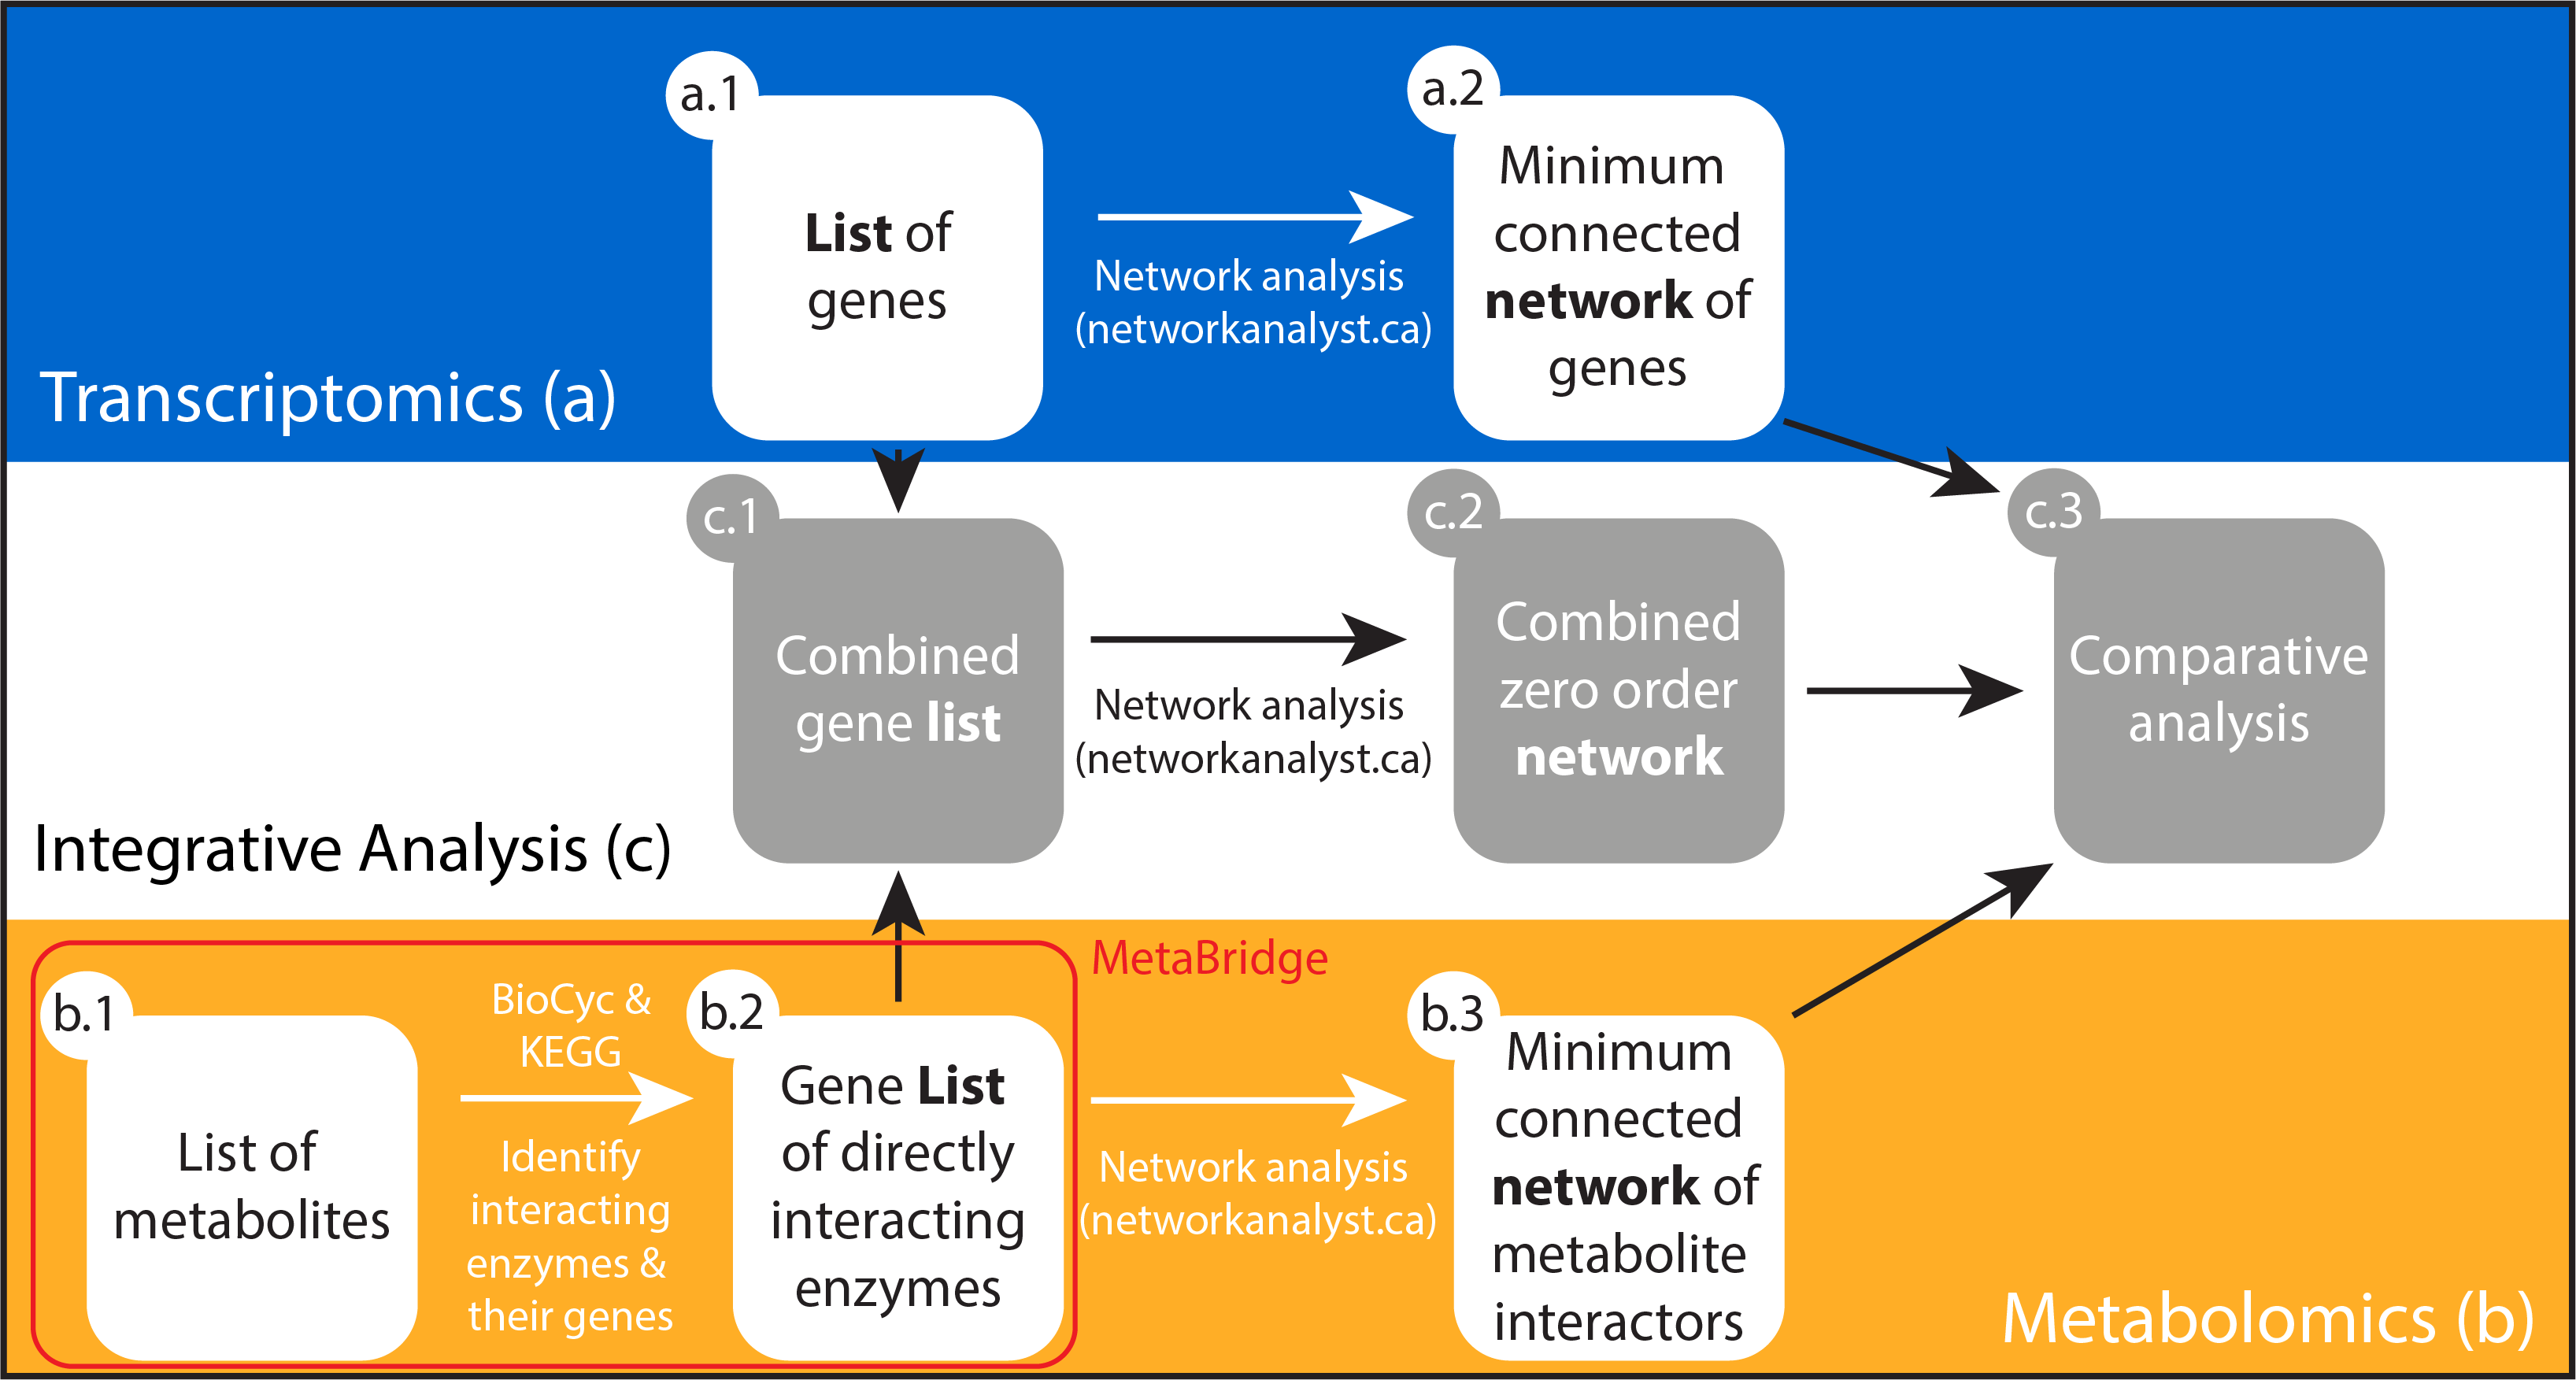 a.1
List of
genes
Network analysis
(networkanalyst.ca)
a.2
Minimum
connected
network of
genes
Transcriptomics (a)
c.1
Combined
gene list
Network analysis
(networkanalyst.ca)
c.2
Combined
zero order
network
c.3
Comparative
analysis
Integrative Analysis (c)
MetaBridge
b.1
List of
metabolites
BioCyc &
KEGG
Identify
interacting
enzymes &
their genes
b.2
Gene List
of directly
interacting
enzymes
Network analysis
(networkanalyst.ca)
b.3
Minimum
connected
network of
metabolite
interactors
Metabolomics (b)